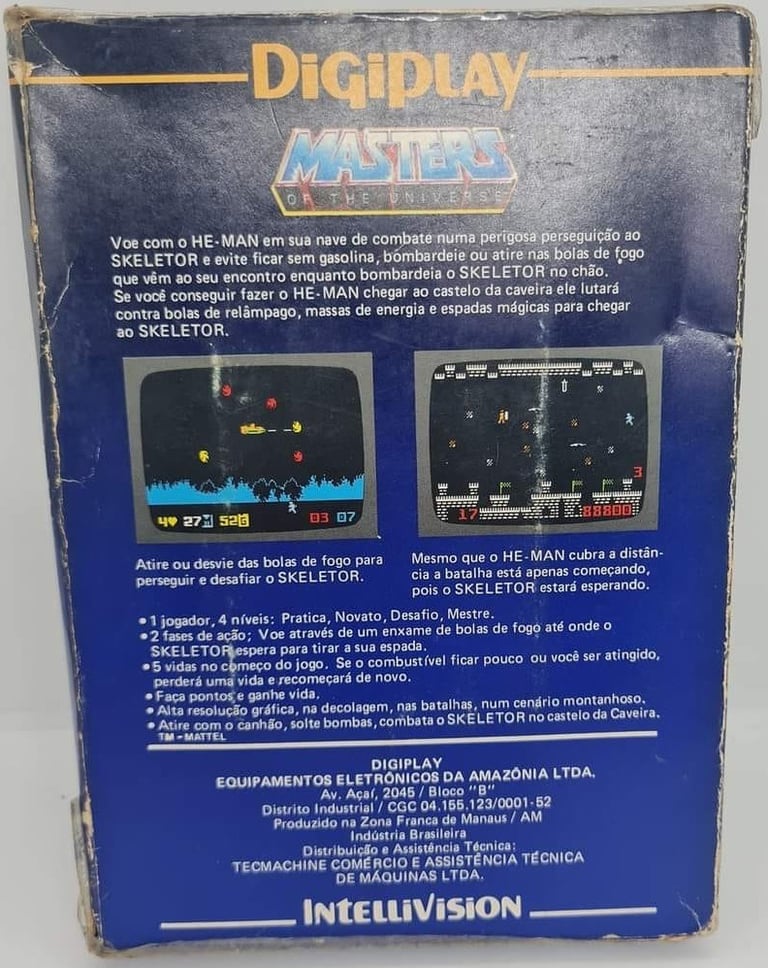 DiGiPLAY
MASTERS
OF THE UNIVERSE
Voe com o HE-MAN em sua nave de combate numa perigosa perseguição ao
SKELETOR e evite ficar sem gasolina, bombardeie ou atire nas bolas de fogo
que vêm ao seu encontro enquanto bombardeia o SKELETOR no chão.
Se você conseguir fazer o HE-MAN chegar ao castelo da caveira ele lutará
contra bolas de relâmpago, massas de energia e espadas mágicas para chegar
ao SKELETOR.
4 27M 52G 03 07
3
17 88800
Atire ou desvie das bolas de fogo para
perseguir e desafiar o SKELETOR.
Mesmo que o HE-MAN cubra a distân-
cia a batalha está apenas começando,
pois o SKELETOR estará esperando.
• 1 jogador, 4 níveis: Pratica, Novato, Desafio, Mestre.
• 2 fases de ação; Voe através de um enxame de bolas de fogo até onde o
SKELETOR espera para tirar a sua espada.
• 5 vidas no começo do jogo. Se o combustível ficar pouco ou você ser atingido,
perderá uma vida e recomeçará de novo.
• Faça pontos e ganhe vida.
• Alta resolução gráfica, na decolagem, nas batalhas, num cenário montanhoso.
• Atire com o canhão, solte bombas, combata o SKELETOR no castelo da Caveira.
TM - MATTEL
DIGIPLAY
EQUIPAMENTOS ELETRÔNICOS DA AMAZÔNIA LTDA.
Av. Açaí, 2045 / Bloco "B"
Distrito Industrial / CGC 04.155.123/0001-52
Produzido na Zona Franca de Manaus / AM
Indústria Brasileira
Distribuição e Assistência Técnica:
TECMACHINE COMÉRCIO E ASSISTÊNCIA TÉCNICA
DE MÁQUINAS LTDA.
INTELLIVISION